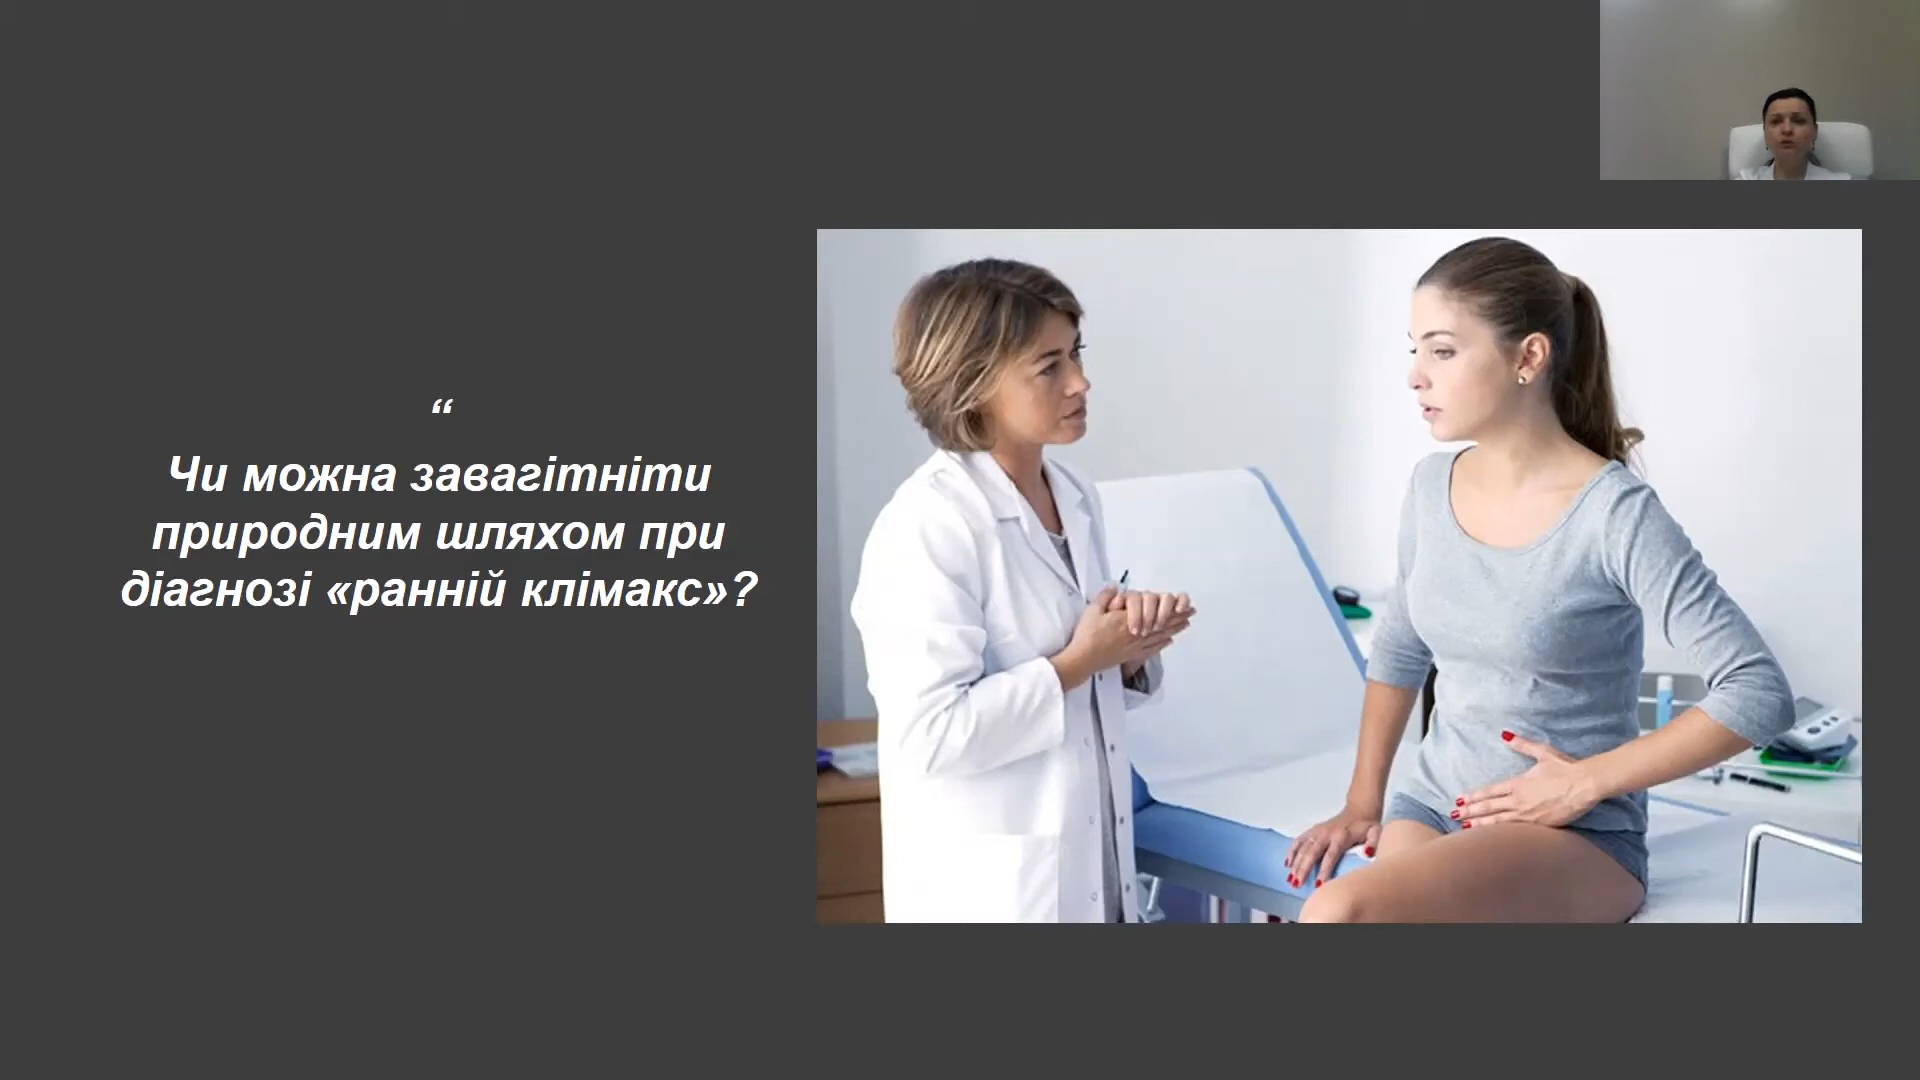 “
Чи можна завагітніти
природним шляхом при
діагнозі «ранній клімакс»?